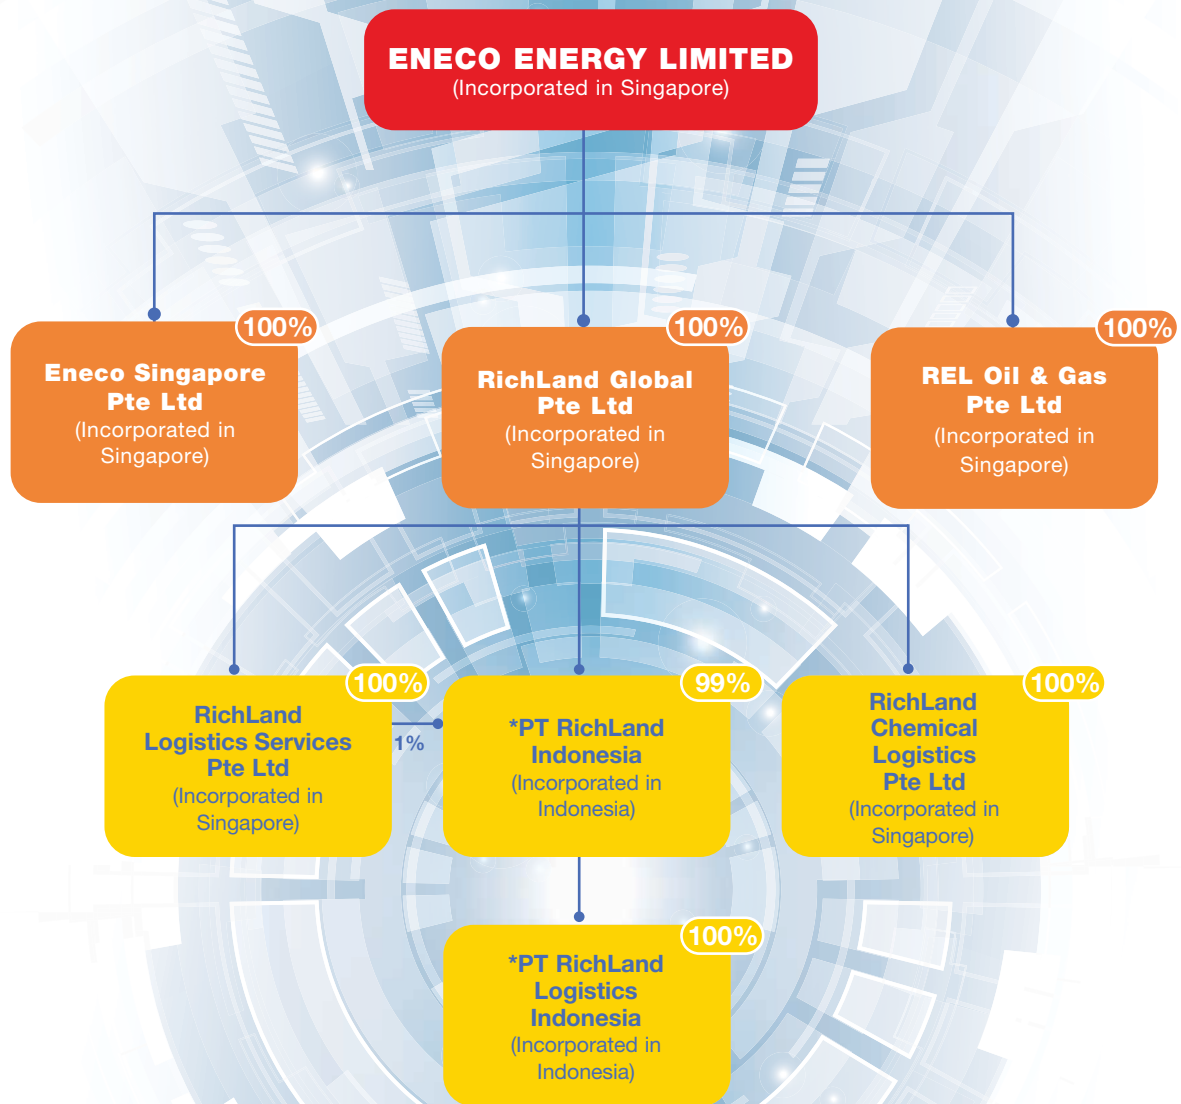 ENECO ENERGY LIMITED
(Incorporated in Singapore)
100%
Eneco Singapore
Pte Ltd
(Incorporated in
Singapore)
100%
RichLand Global
Pte Ltd
(Incorporated in
Singapore)
100%
REL Oil & Gas
Pte Ltd
(Incorporated in
Singapore)
100%
RichLand
Logistics Services
Pte Ltd
(Incorporated in
Singapore)
1%
99%
*PT RichLand
Indonesia
(Incorporated in
Indonesia)
100%
RichLand
Chemical
Logistics
Pte Ltd
(Incorporated in
Singapore)
100%
*PT RichLand
Logistics
Indonesia
(Incorporated in
Indonesia)